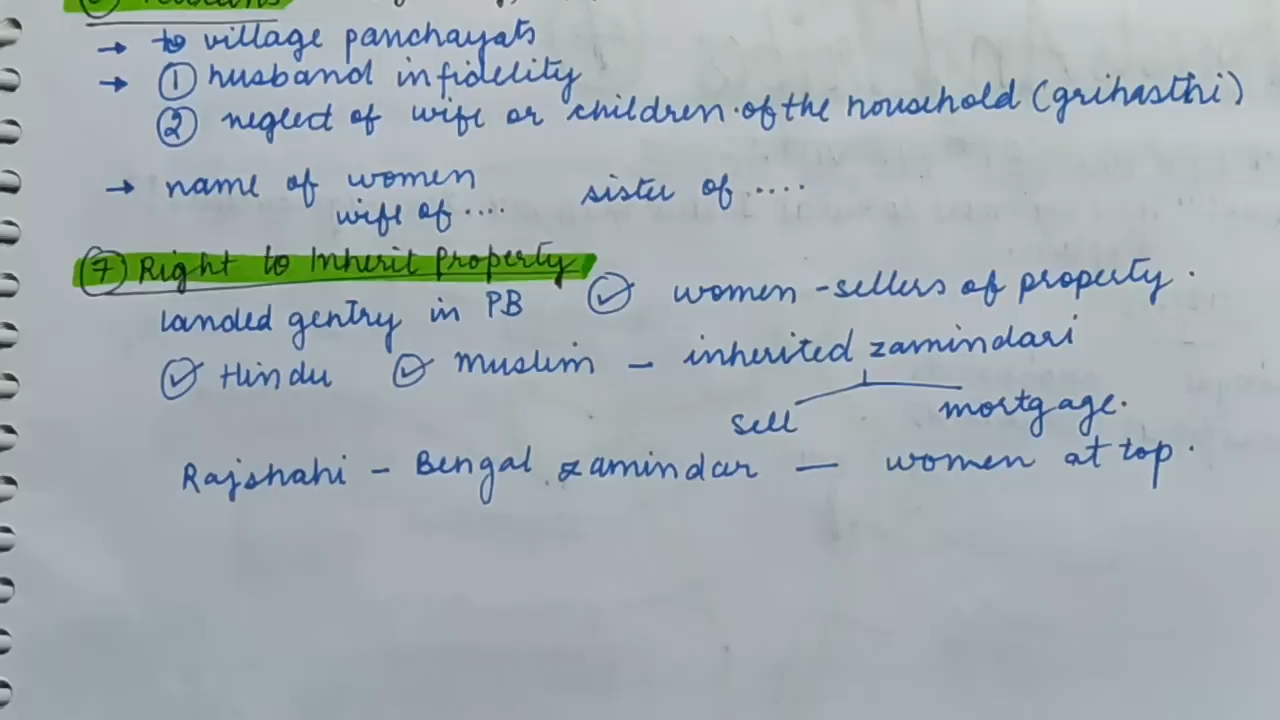 → to village panchayats
→ ① husband infidelity
② neglect of wife or children of the household (grihasthi)
→ name of women sister of ....
wife of ....
⑦ Right to Inherit property
landed gentry in PB ✓ women - sellers of property.
✓ Hindu ✓ Muslim - inherited zamindari
sell mortgage.
Rajshahi - Bengal zamindar — women at top.